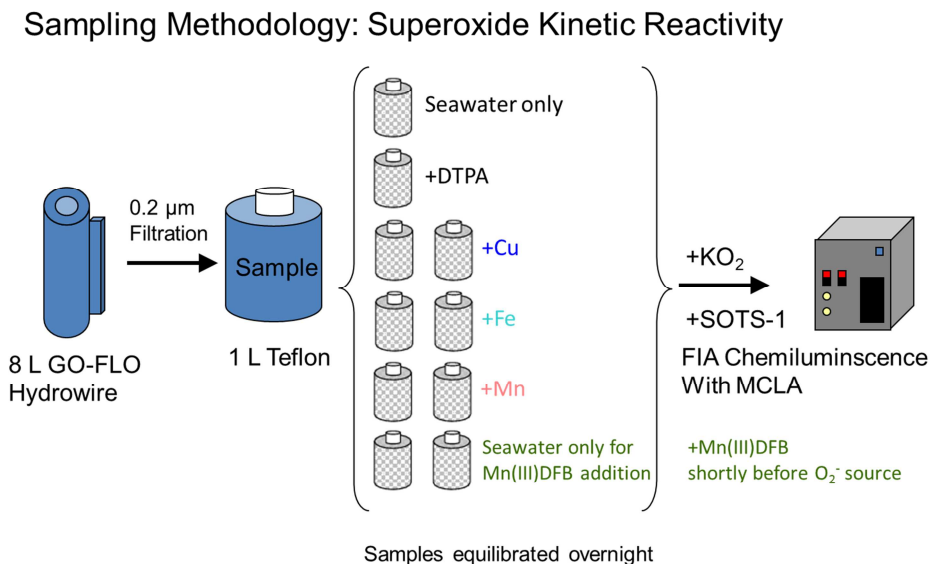 Sampling Methodology: Superoxide Kinetic Reactivity
8 L GO-FLO
Hydrowire
0.2 μm
Filtration
Sample
1 L Teflon
Seawater only
+DTPA
+Cu
+Fe
+Mn
Seawater only for
Mn(III)DFB addition
Samples equilibrated overnight
+KO₂
+SOTS-1
FIA Chemiluminscence
With MCLA
+Mn(III)DFB
shortly before O₂⁻ source